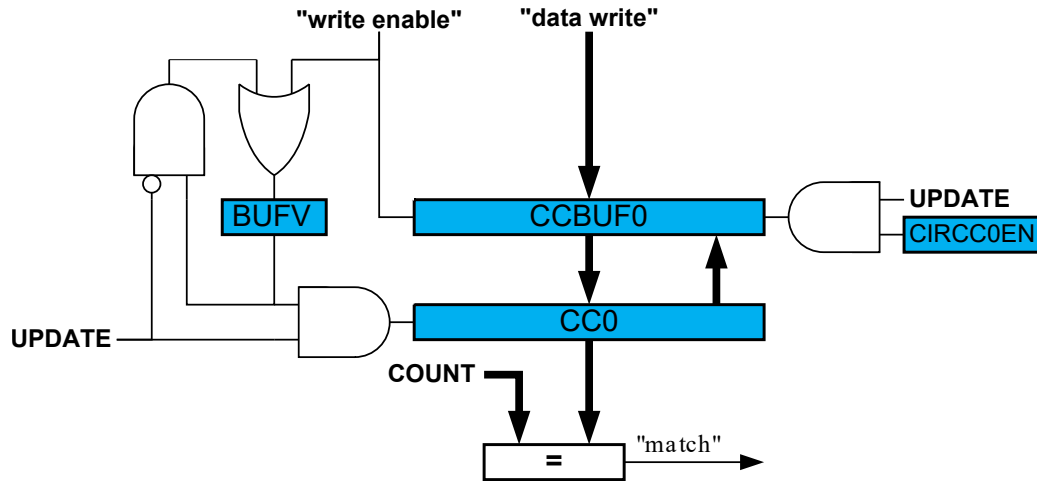 "write enable"
"data write"
BUFV
CCBUF0
UPDATE
CIRCC0EN
UPDATE
CC0
COUNT
=
"match"